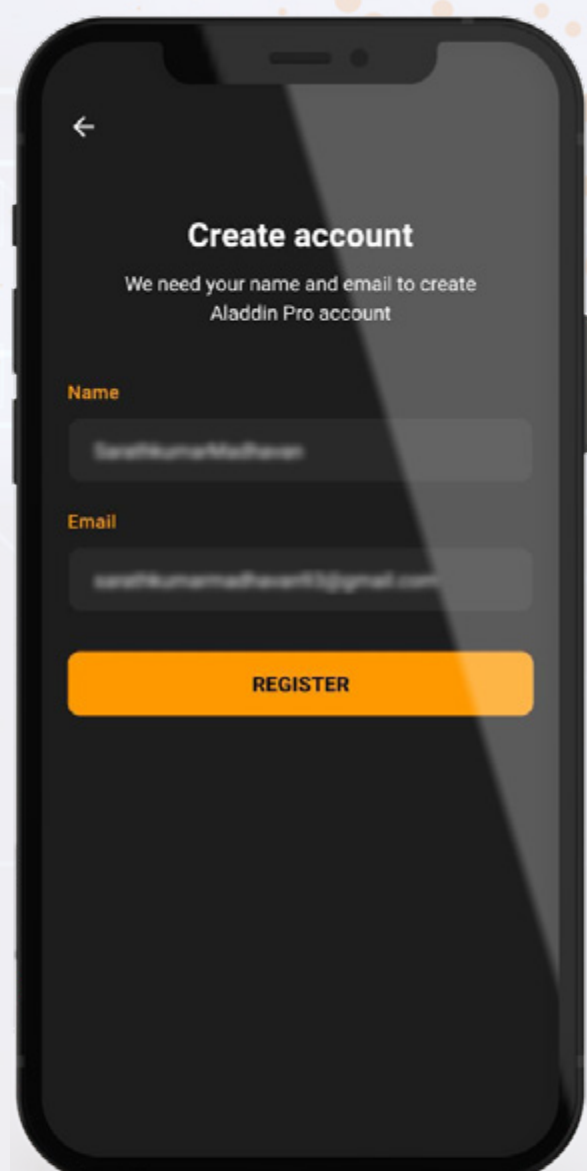 Create account
We need your name and email to create
Aladdin Pro account
Name
Email
REGISTER